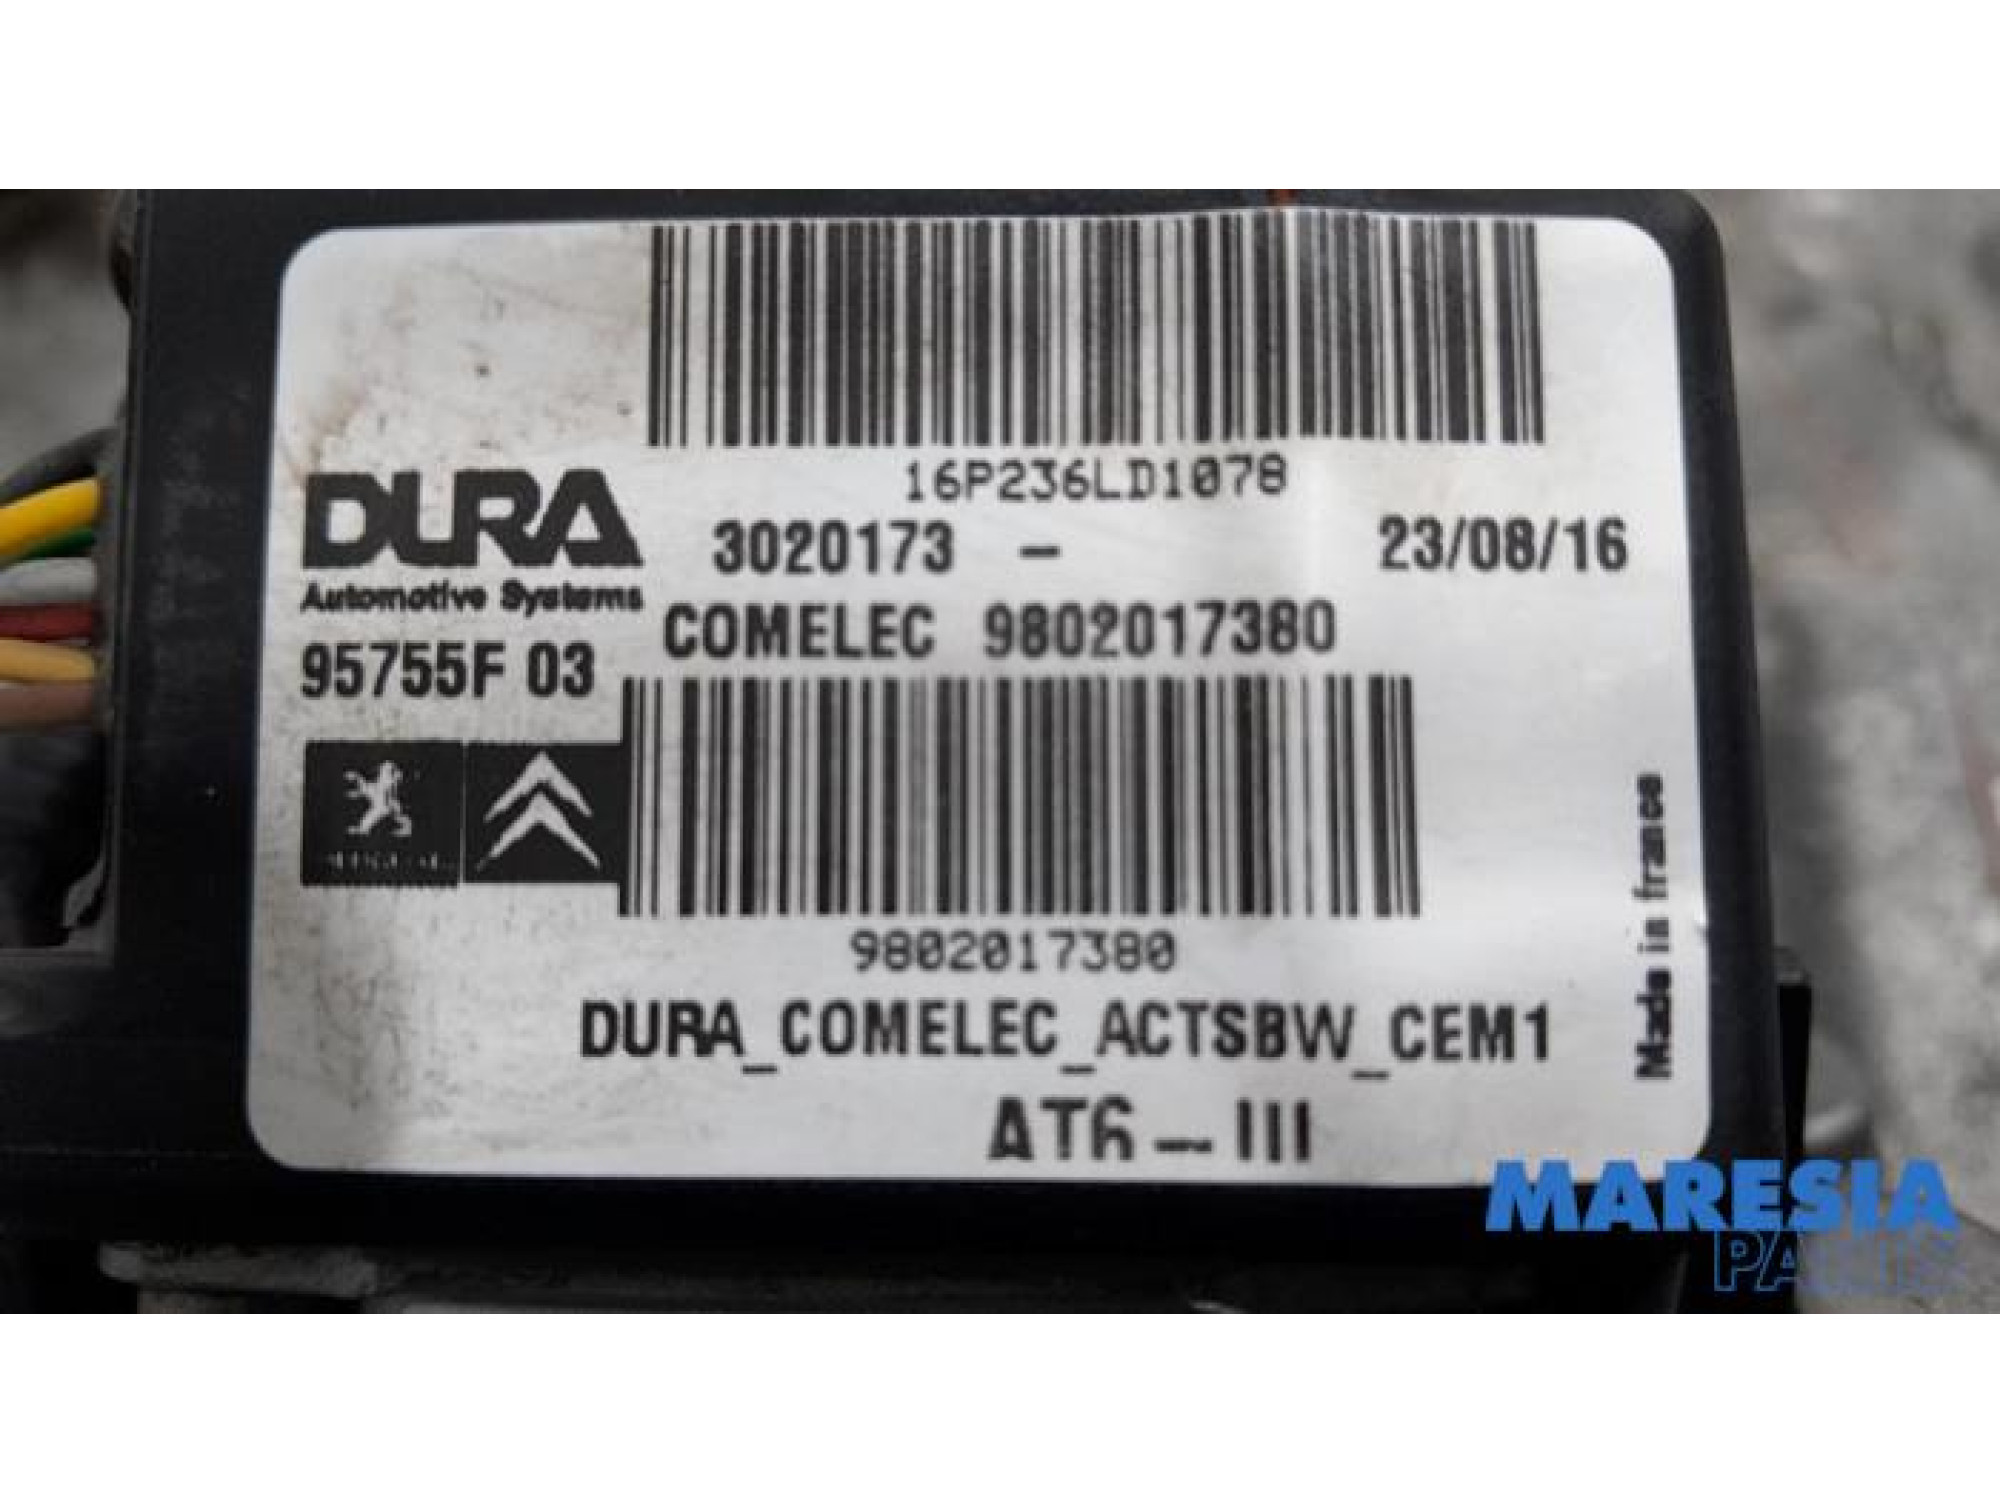 16P236LD1078
DURA
Automotive Systems
3020173 - 23/08/16
COMELEC 9802017380
95755F 03
9802017380
DURA_COMELEC_ACTSBW_CEM1
AT6-III
Made in france
MARESIA
PARTS